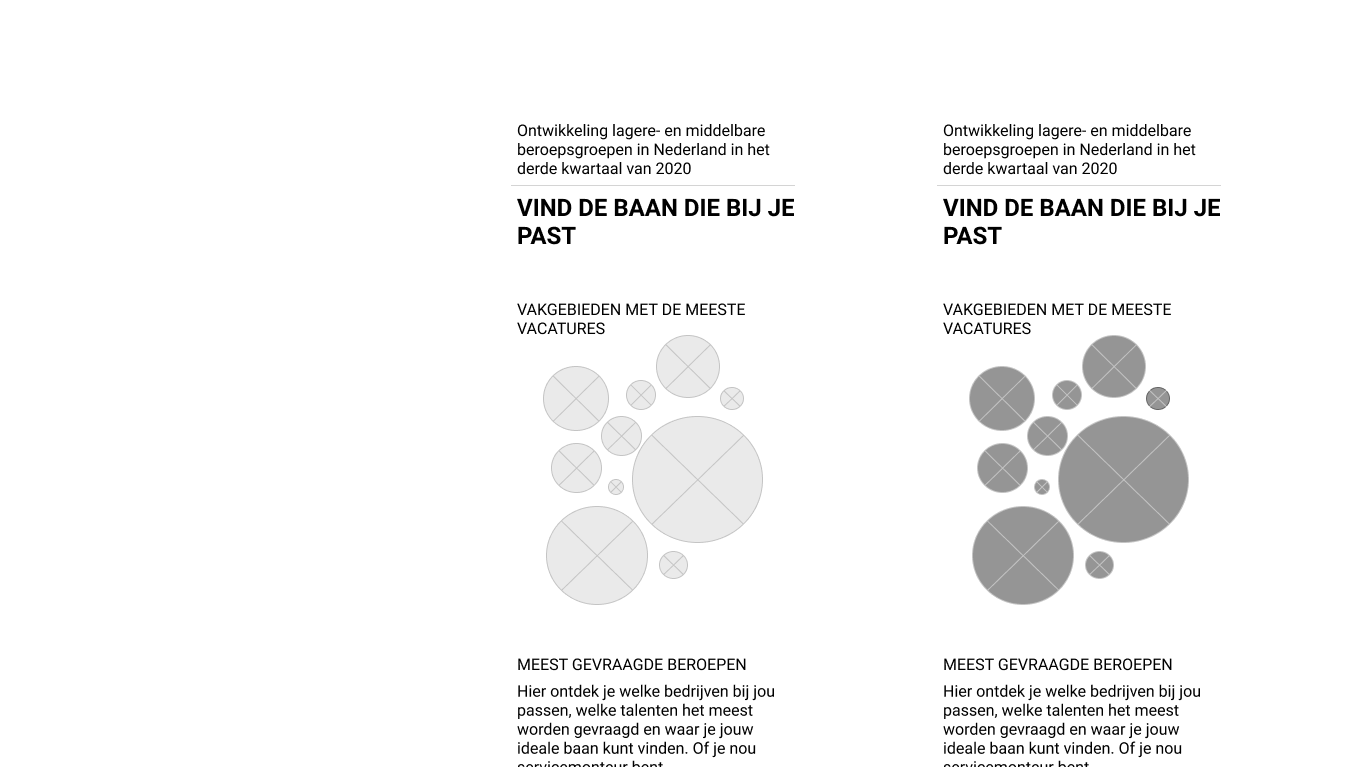 Ontwikkeling lagere- en middelbare
beroepsgroepen in Nederland in het
derde kwartaal van 2020
VIND DE BAAN DIE BIJ JE
PAST
VAKGEBIEDEN MET DE MEESTE
VACATURES
MEEST GEVRAAGDE BEROEPEN
Hier ontdek je welke bedrijven bij jou
passen, welke talenten het meest
worden gevraagd en waar je jouw
ideale baan kunt vinden. Of je nou
servicemonteur bent
Ontwikkeling lagere- en middelbare
beroepsgroepen in Nederland in het
derde kwartaal van 2020
VIND DE BAAN DIE BIJ JE
PAST
VAKGEBIEDEN MET DE MEESTE
VACATURES
MEEST GEVRAAGDE BEROEPEN
Hier ontdek je welke bedrijven bij jou
passen, welke talenten het meest
worden gevraagd en waar je jouw
ideale baan kunt vinden. Of je nou
servicemonteur bent